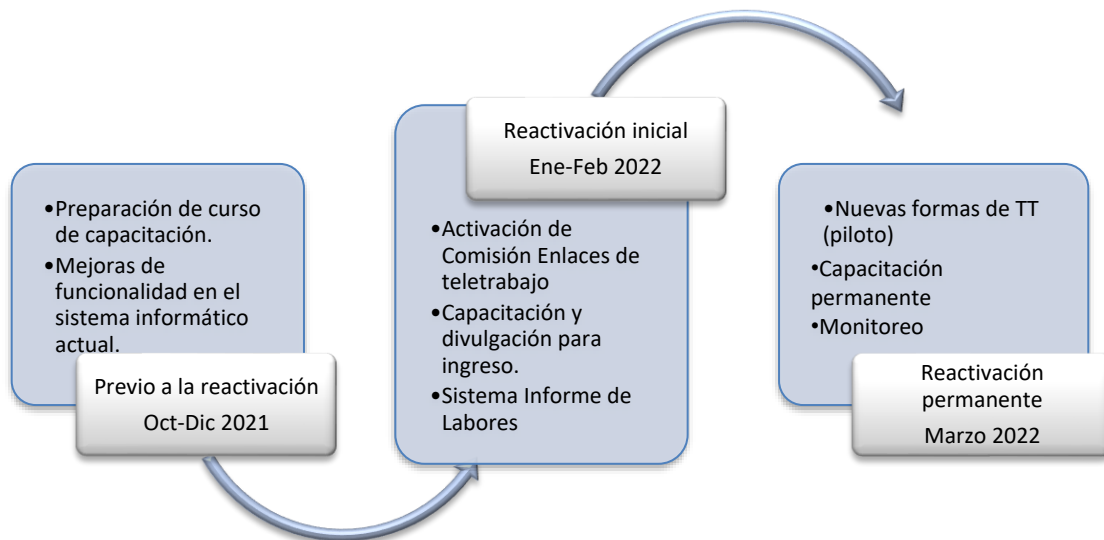 •Preparación de curso
de capacitación.
•Mejoras de
funcionalidad en el
sistema informático
actual.
Previo a la reactivación
Oct-Dic 2021
Reactivación inicial
Ene-Feb 2022
•Activación de
Comisión Enlaces de
teletrabajo
•Capacitación y
divulgación para
ingreso.
•Sistema Informe de
Labores
•Nuevas formas de TT
(piloto)
•Capacitación
permanente
•Monitoreo
Reactivación
permanente
Marzo 2022